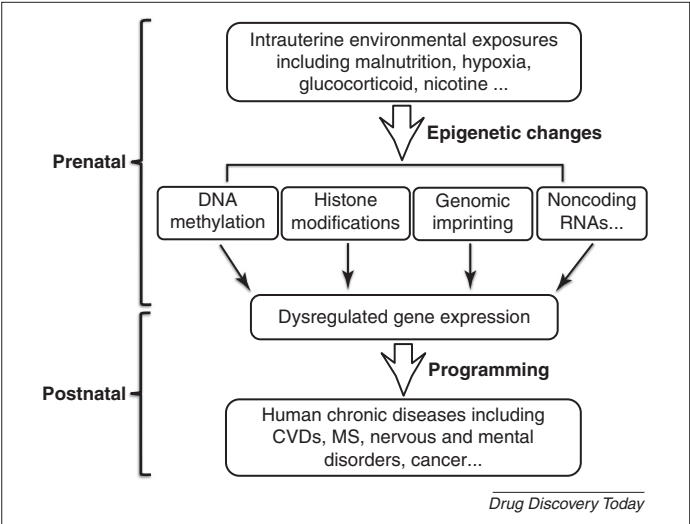 Intrauterine environmental exposures
including malnutrition, hypoxia,
glucocorticoid, nicotine ...
Epigenetic changes
Prenatal
DNA
methylation
Histone
modifications
Genomic
imprinting
Noncoding
RNAs...
Dysregulated gene expression
Programming
Postnatal
Human chronic diseases including
CVDs, MS, nervous and mental
disorders, cancer...
Drug Discovery Today